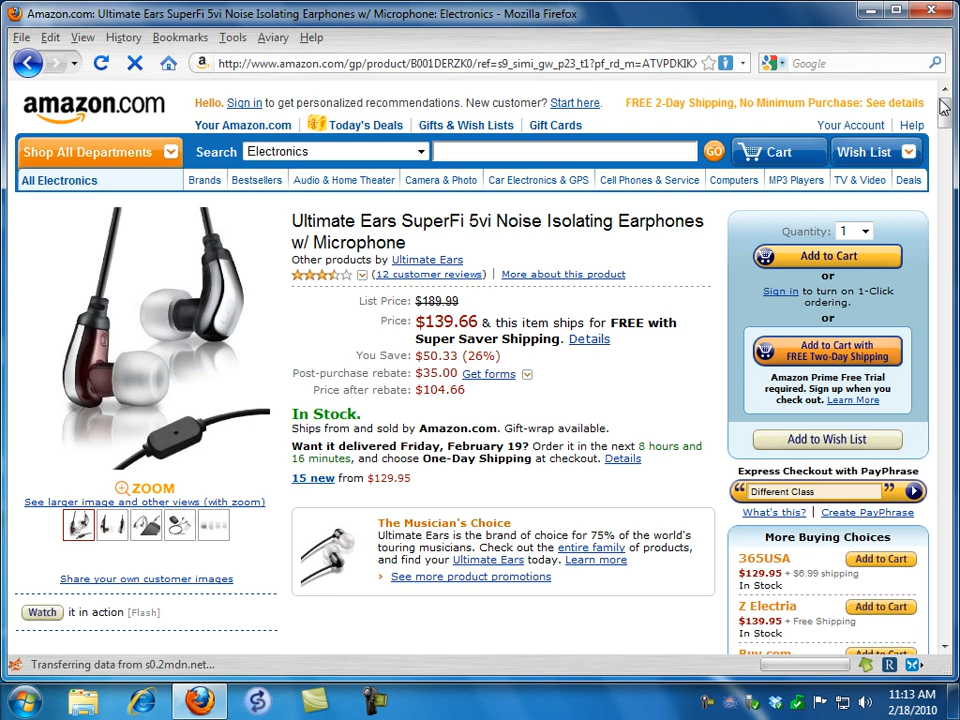 Amazon.com: Ultimate Ears SuperFi 5vi Noise Isolating Earphones w/ Microphone: Electronics - Mozilla Firefox
File Edit View History Bookmarks Tools Aviary Help
http://www.amazon.com/gp/product/B001DERZK0/ref=s9_simi_gw_p23_t1?pf_rd_m=ATVPDKIKX
Google
amazon.com
Hello. Sign in to get personalized recommendations. New customer? Start here.
FREE 2-Day Shipping, No Minimum Purchase: See details
Your Amazon.com Today's Deals Gifts & Wish Lists Gift Cards
Your Account Help
Shop All Departments
Search Electronics GO
Cart
Wish List
All Electronics Brands Bestsellers Audio & Home Theater Camera & Photo Car Electronics & GPS Cell Phones & Service Computers MP3 Players TV & Video Deals
Ultimate Ears SuperFi 5vi Noise Isolating Earphones
w/ Microphone
Other products by Ultimate Ears
(12 customer reviews) | More about this product
List Price: $189.99
Price: $139.66 & this item ships for FREE with
Super Saver Shipping. Details
You Save: $50.33 (26%)
Post-purchase rebate: $35.00 Get forms
Price after rebate: $104.66
In Stock.
Ships from and sold by Amazon.com. Gift-wrap available.
Want it delivered Friday, February 19? Order it in the next 8 hours and
16 minutes, and choose One-Day Shipping at checkout. Details
15 new from $129.95
ZOOM
See larger image and other views (with zoom)
Share your own customer images
Watch it in action [Flash]
The Musician's Choice
Ultimate Ears is the brand of choice for 75% of the world's
touring musicians. Check out the entire family of products,
and find your Ultimate Ears today. Learn more
› See more product promotions
Quantity: 1
Add to Cart
or
Sign in to turn on 1-Click
ordering.
or
Add to Cart with
FREE Two-Day Shipping
Amazon Prime Free Trial
required. Sign up when you
check out. Learn More
Add to Wish List
Express Checkout with PayPhrase
“ Different Class ”
What's this? | Create PayPhrase
More Buying Choices
365USA Add to Cart
$129.95 + $6.99 shipping
In Stock
Z Electria Add to Cart
$139.95 + Free Shipping
In Stock
Buy.com Add to Cart
Transferring data from s0.2mdn.net...
R
11:13 AM
2/18/2010